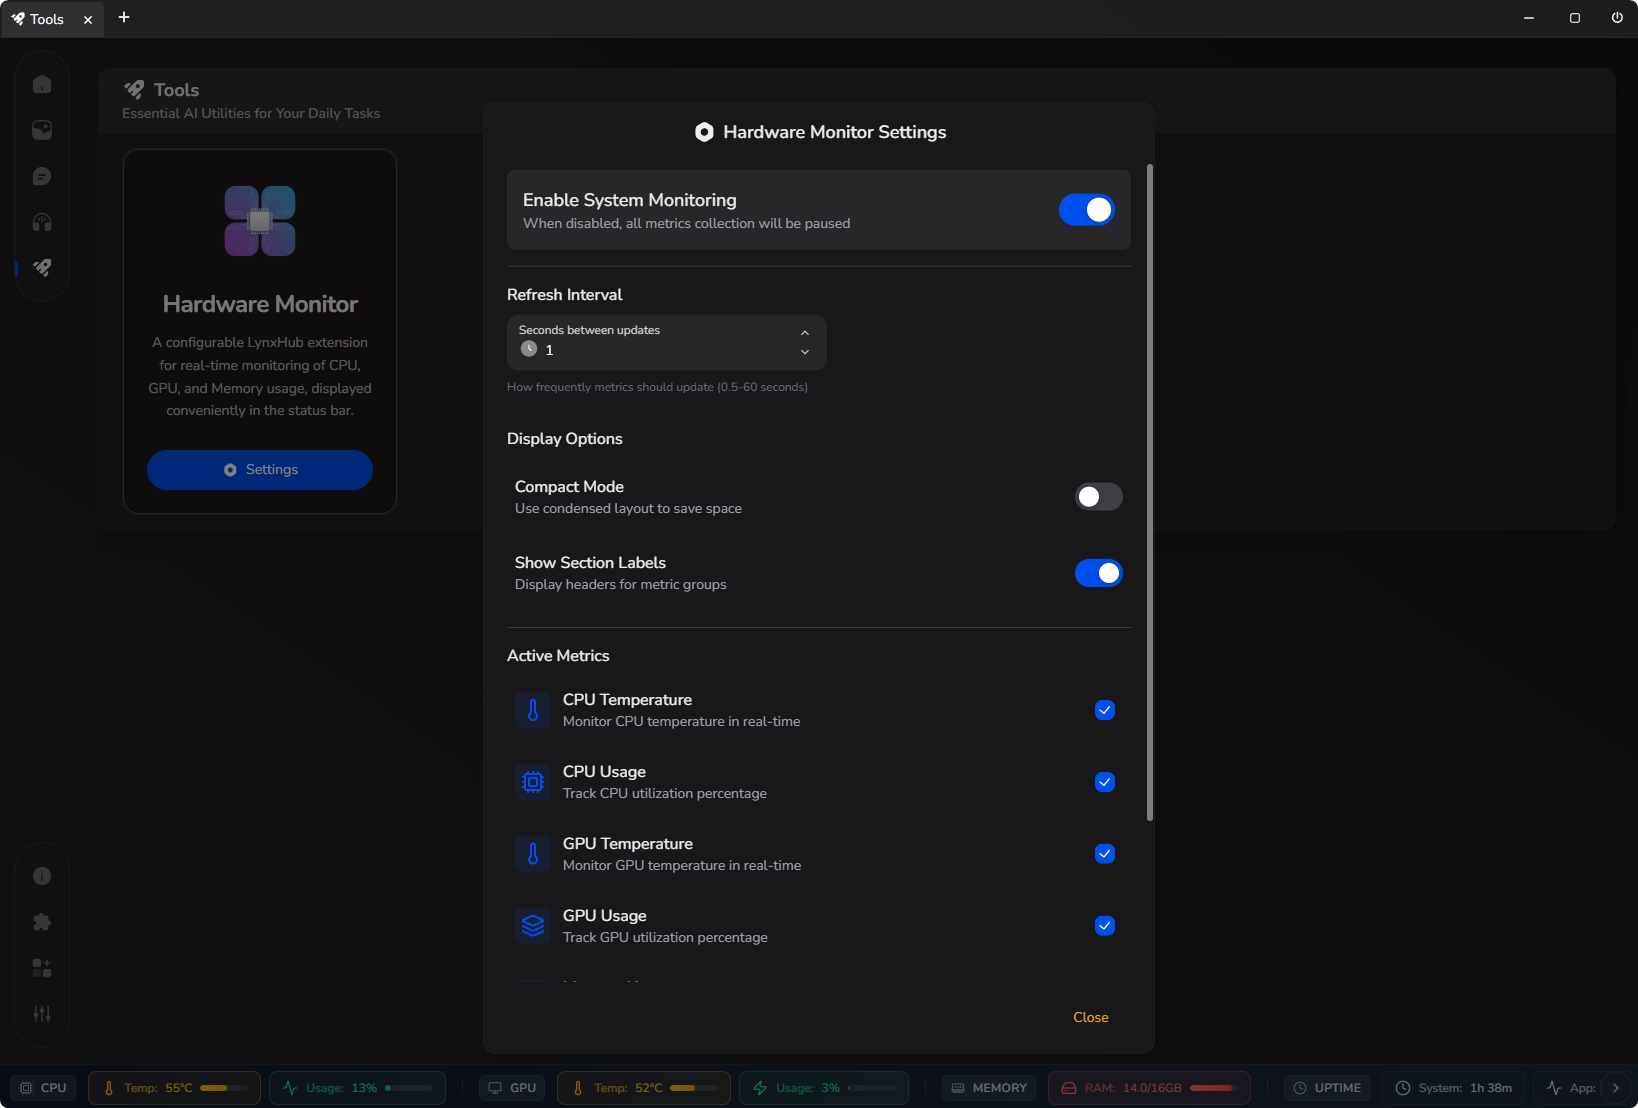 Tools
Tools
Essential AI Utilities for Your Daily Tasks
Hardware Monitor
A configurable LynxHub extension
for real-time monitoring of CPU,
GPU, and Memory usage, displayed
conveniently in the status bar.
Settings
Hardware Monitor Settings
Enable System Monitoring
When disabled, all metrics collection will be paused
Refresh Interval
Seconds between updates
1
How frequently metrics should update (0.5-60 seconds)
Display Options
Compact Mode
Use condensed layout to save space
Show Section Labels
Display headers for metric groups
Active Metrics
CPU Temperature
Monitor CPU temperature in real-time
CPU Usage
Track CPU utilization percentage
GPU Temperature
Monitor GPU temperature in real-time
GPU Usage
Track GPU utilization percentage
Close
CPU Temp: 55°C Usage: 13% GPU Temp: 52°C Usage: 3% MEMORY RAM: 14.0/16GB UPTIME System: 1h 38m App: